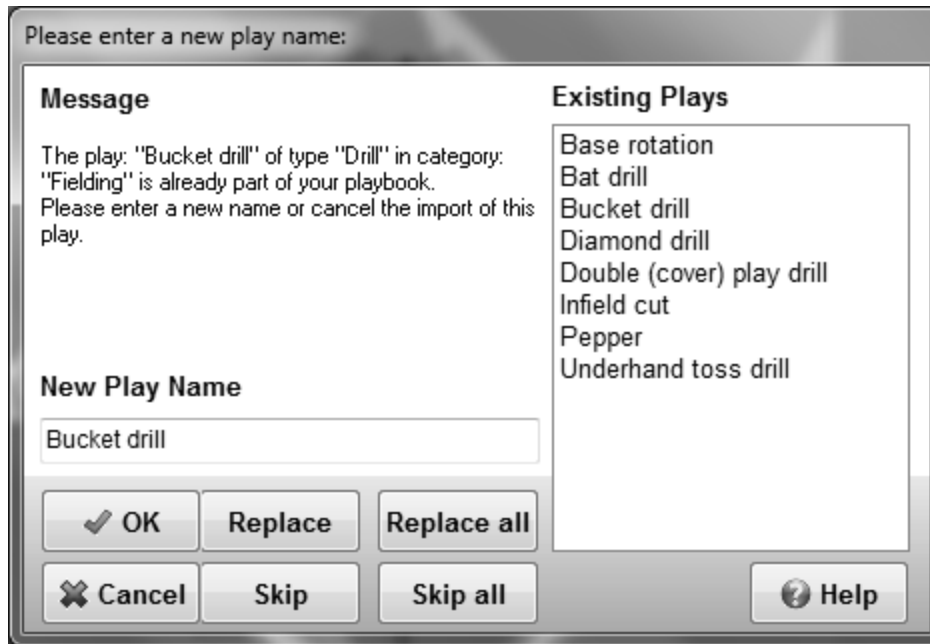 Please enter a new play name:
Message
The play: "Bucket drill" of type "Drill" in category:
"Fielding" is already part of your playbook.
Please enter a new name or cancel the import of this
play.
New Play Name
Bucket drill
Existing Plays
Base rotation
Bat drill
Bucket drill
Diamond drill
Double (cover) play drill
Infield cut
Pepper
Underhand toss drill
OK
Replace
Replace all
Cancel
Skip
Skip all
Help